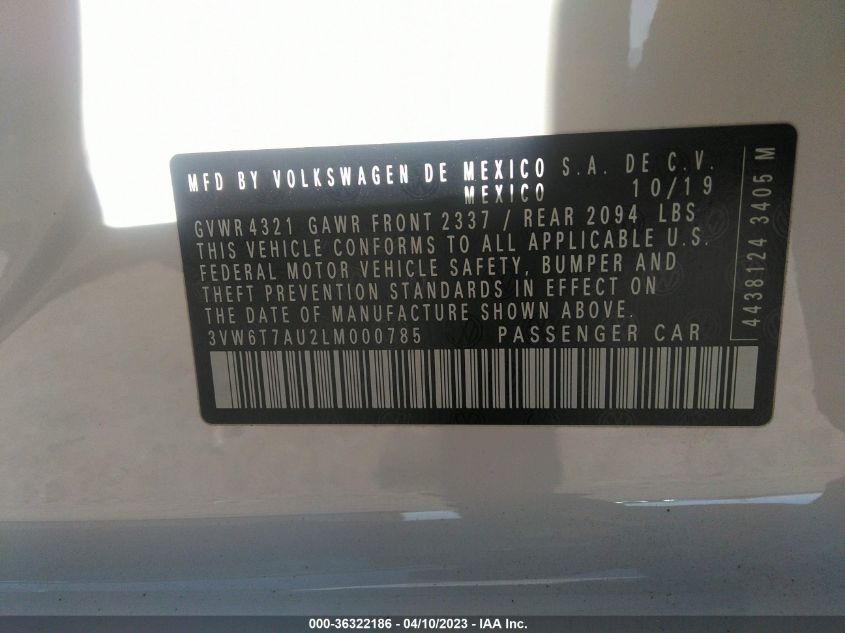 MFD BY VOLKSWAGEN DE MEXICO S.A. DE C.V.
MEXICO 10/19
GVWR 4321 GAWR FRONT 2337 / REAR 2094 LBS
THIS VEHICLE CONFORMS TO ALL APPLICABLE U.S.
FEDERAL MOTOR VEHICLE SAFETY, BUMPER AND
THEFT PREVENTION STANDARDS IN EFFECT ON
THE DATE OF MANUFACTURE SHOWN ABOVE.
3VW6T7AU2LM000785 PASSENGER CAR
4438124 3405 M
000-36322186 - 04/10/2023 - IAA Inc.